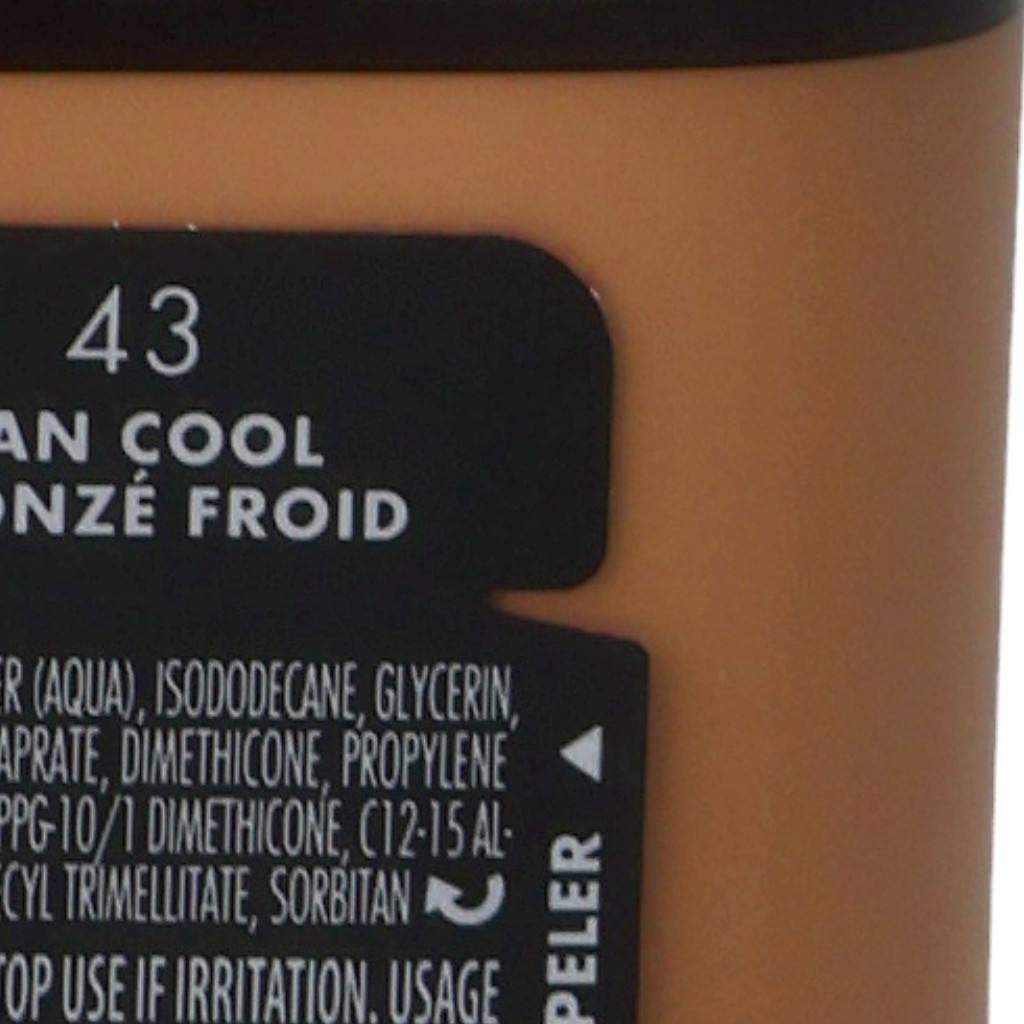 43
AN COOL
ONZÉ FROID
ER (AQUA), ISODODECANE, GLYCERIN,
APRATE, DIMETHICONE, PROPYLENE
PPG-10/1 DIMETHICONE, C12-15 AL-
ECYL TRIMELLITATE, SORBITAN
TOP USE IF IRRITATION. USAGE
PELER